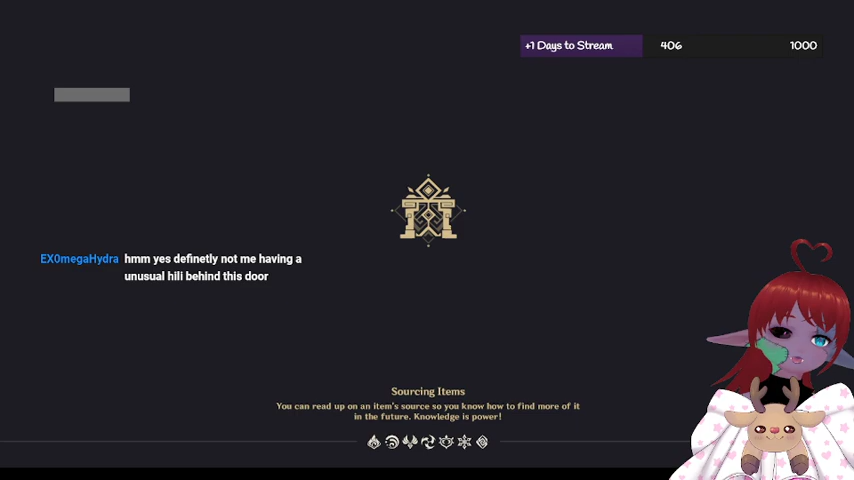 +1 Days to Stream 406 1000
EX0megaHydra hmm yes definetly not me having a
unusual hili behind this door
Sourcing Items
You can read up on an item's source so you know how to find more of it
in the future. Knowledge is power!